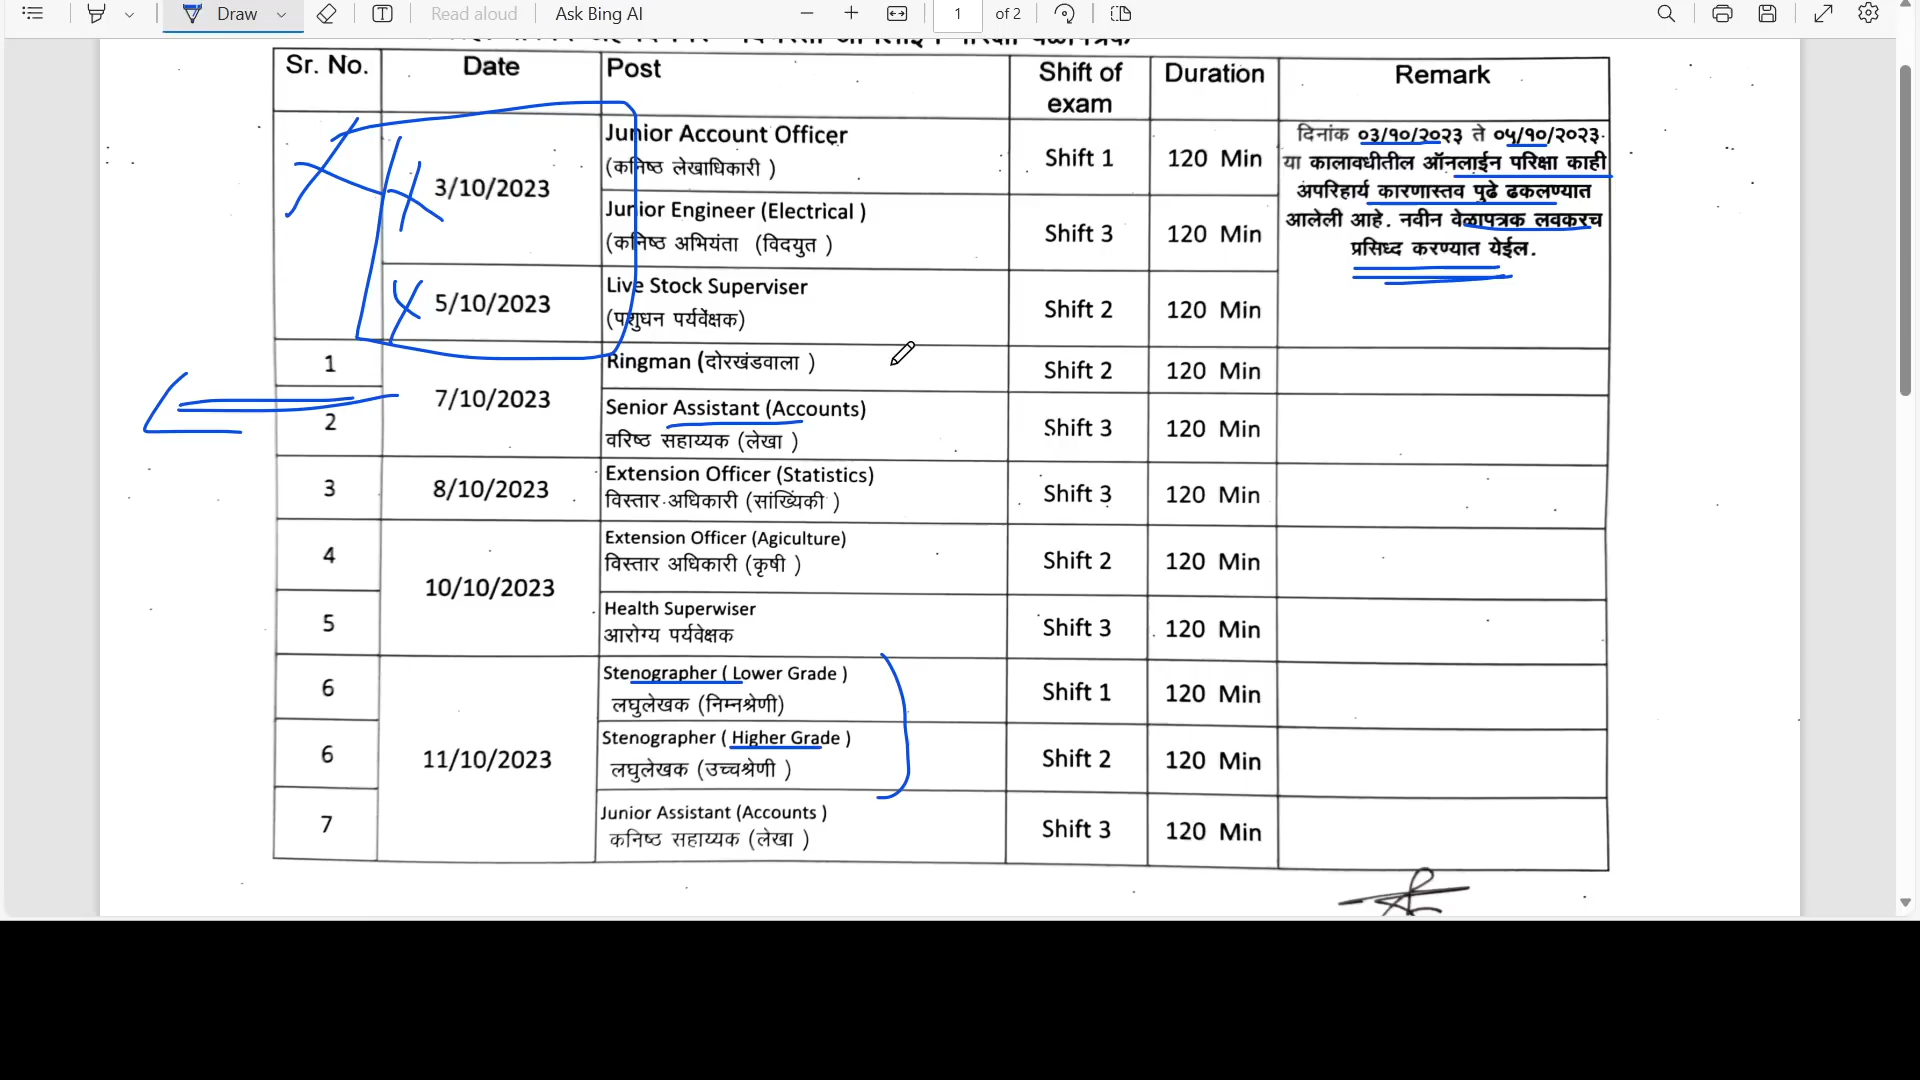 Draw
Read aloud
Ask Bing AI
1 of 2
Sr. No. Date Post Shift of exam Duration Remark
3/10/2023
Junior Account Officer
(कनिष्ठ लेखाधिकारी )
Shift 1 120 Min
Junior Engineer (Electrical )
(कनिष्ठ अभियंता (विदयुत )
Shift 3 120 Min
दिनांक ०३/१०/२०२३ ते ०५/१०/२०२३
या कालावधीतील ऑनलाईन परिक्षा काही
अपरिहार्य कारणास्तव पुढे ढकलण्यात
आलेली आहे. नवीन वेळापत्रक लवकरच
प्रसिध्द करण्यात येईल.
5/10/2023
Live Stock Superviser
(पशुधन पर्यवेक्षक)
Shift 2 120 Min
1 7/10/2023 Ringman (दोरखंडवाला ) Shift 2 120 Min
2 Senior Assistant (Accounts)
वरिष्ठ सहाय्यक (लेखा )
Shift 3 120 Min
3 8/10/2023 Extension Officer (Statistics)
विस्तार अधिकारी (सांख्यिंकी )
Shift 3 120 Min
4 10/10/2023 Extension Officer (Agiculture)
विस्तार अधिकारी (कृषी )
Shift 2 120 Min
5 Health Superwiser
आरोग्य पर्यवेक्षक
Shift 3 120 Min
6 11/10/2023 Stenographer ( Lower Grade )
लघुलेखक (निम्नश्रेणी)
Shift 1 120 Min
6 Stenographer ( Higher Grade )
लघुलेखक (उच्चश्रेणी )
Shift 2 120 Min
7 Junior Assistant (Accounts )
कनिष्ठ सहाय्यक (लेखा )
Shift 3 120 Min